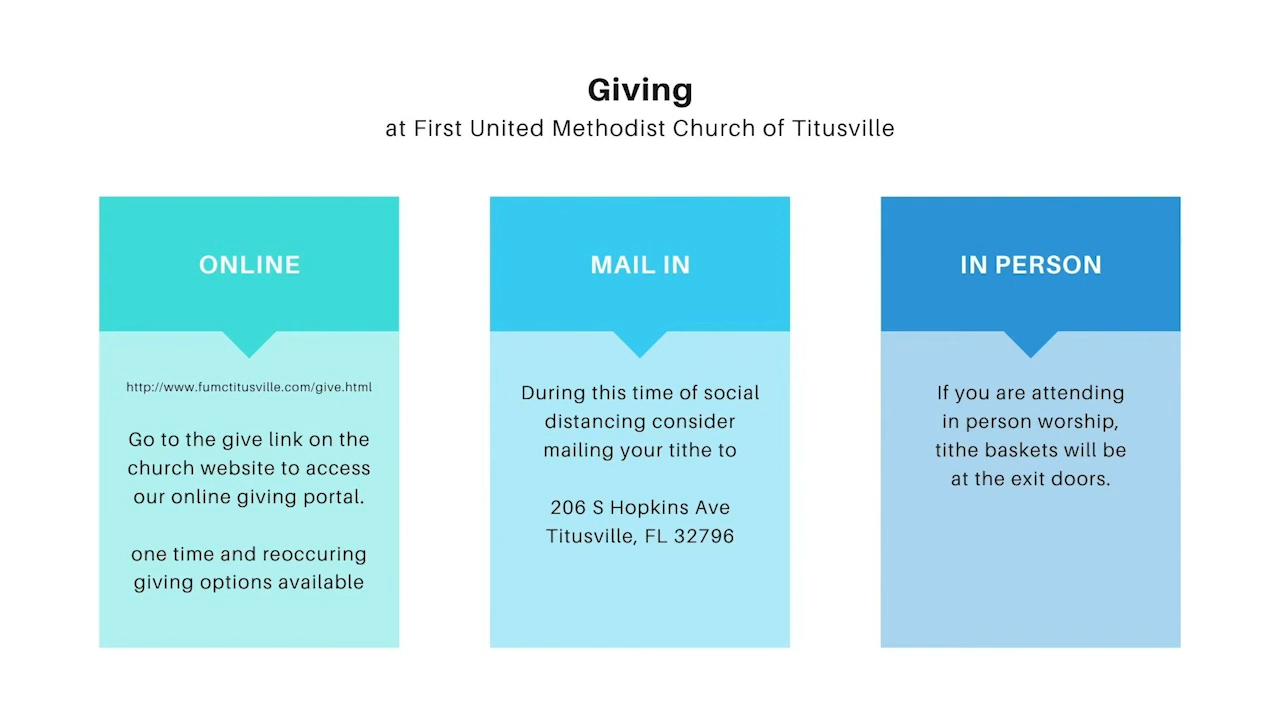 Giving
at First United Methodist Church of Titusville
ONLINE
http://www.fumctitusville.com/give.html
Go to the give link on the
church website to access
our online giving portal.
one time and reoccuring
giving options available
MAIL IN
During this time of social
distancing consider
mailing your tithe to
206 S Hopkins Ave
Titusville, FL 32796
IN PERSON
If you are attending
in person worship,
tithe baskets will be
at the exit doors.